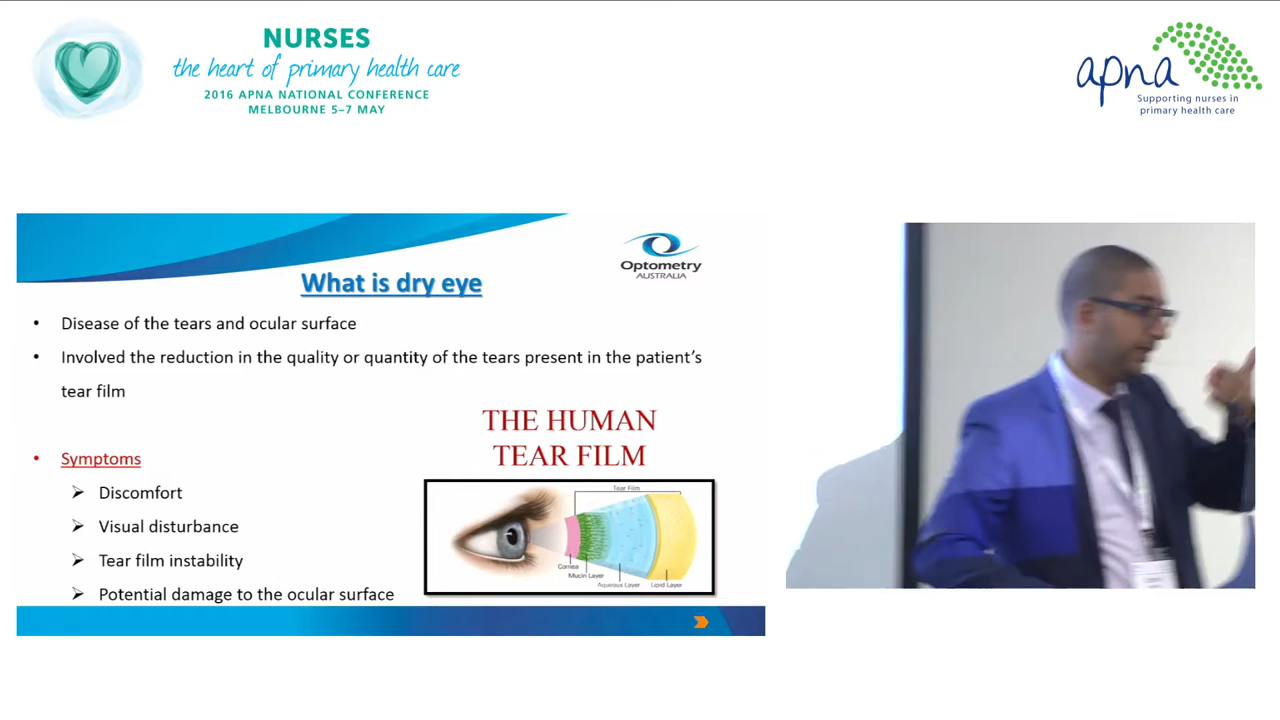 NURSES
the heart of primary health care
2016 APNA NATIONAL CONFERENCE
MELBOURNE 5–7 MAY
apna
Supporting nurses in
primary health care
Optometry
AUSTRALIA
What is dry eye
• Disease of the tears and ocular surface
• Involved the reduction in the quality or quantity of the tears present in the patient's
tear film
• Symptoms
➢ Discomfort
➢ Visual disturbance
➢ Tear film instability
➢ Potential damage to the ocular surface
THE HUMAN
TEAR FILM
Tear Film
Cornea
Mucin Layer
Aqueous Layer
Lipid Layer